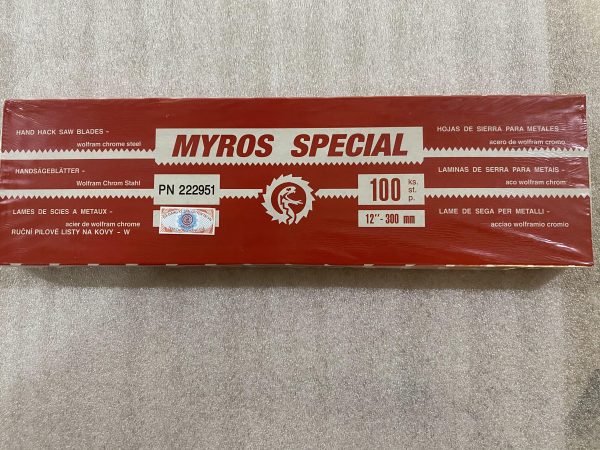 MYROS SPECIAL
HAND HACK SAW BLADES -
wolfram chrome steel
HANDSÄGEBLÄTTER -
Wolfram Chrom Stahl
LAMES DE SCIES A METAUX -
acier de wolfram chrome
RUČNÍ PILOVÉ LISTY NA KOVY - W
PN 222951
100 ks.
st.
p.
12"- 300 mm
HOJAS DE SIERRA PARA METALES -
acero de wolfram cromo
LAMINAS DE SERRA PARA METAIS -
aco wolfram chrom
LAME DE SEGA PER METALLI -
acciao wolframio cromio